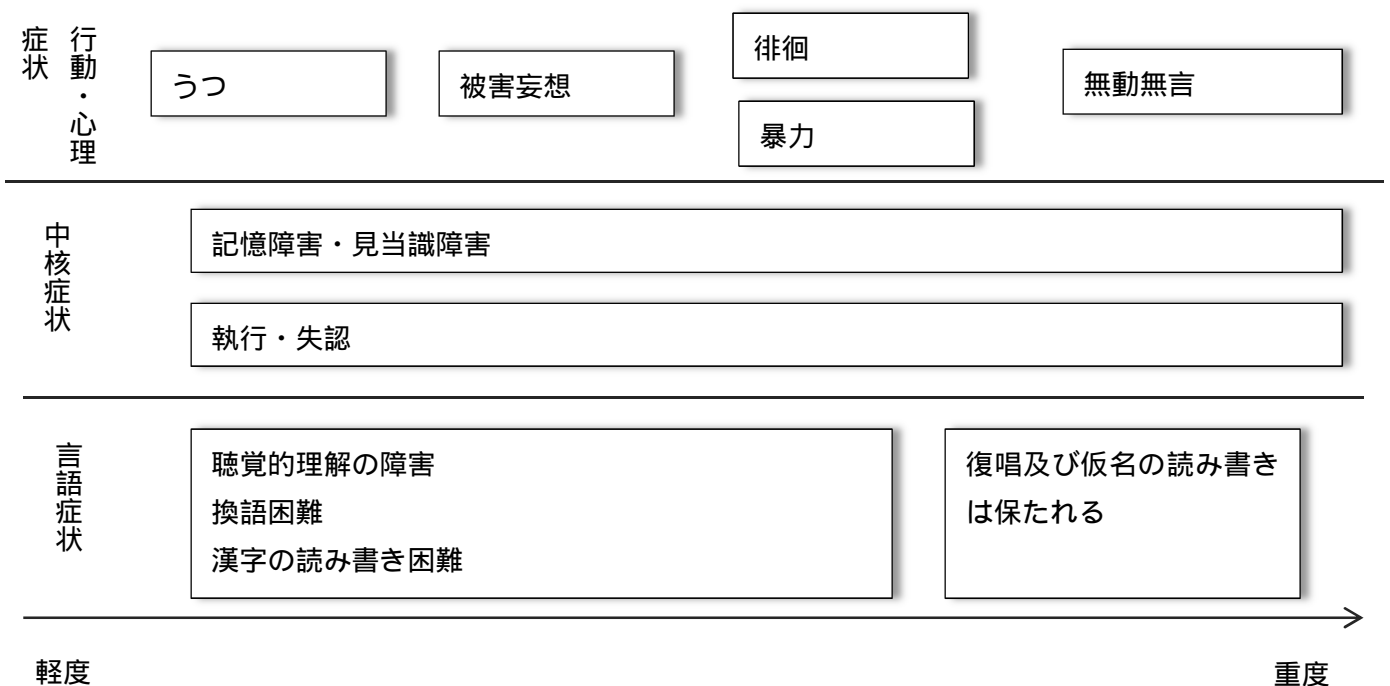 行動・心理
症状
うつ
被害妄想
徘徊
暴力
無動無言
中核症状
記憶障害・見当識障害
執行・失認
言語症状
聴覚的理解の障害
換語困難
漢字の読み書き困難
復唱及び仮名の読み書き
は保たれる
軽度
重度